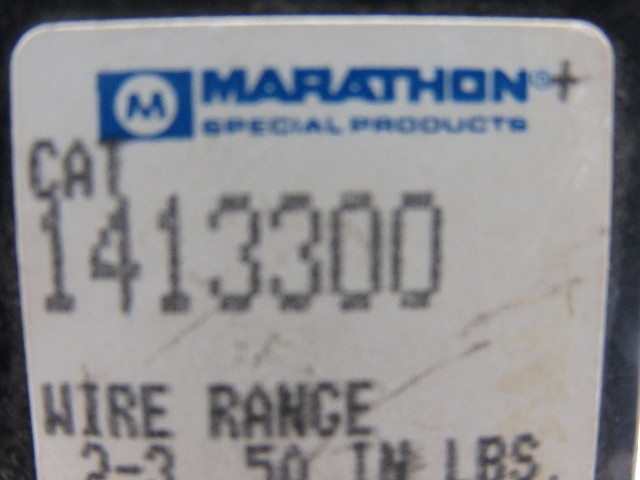 M MARATHON® +
SPECIAL PRODUCTS
CAT
1413300
WIRE RANGE
2-3 50 IN LBS.